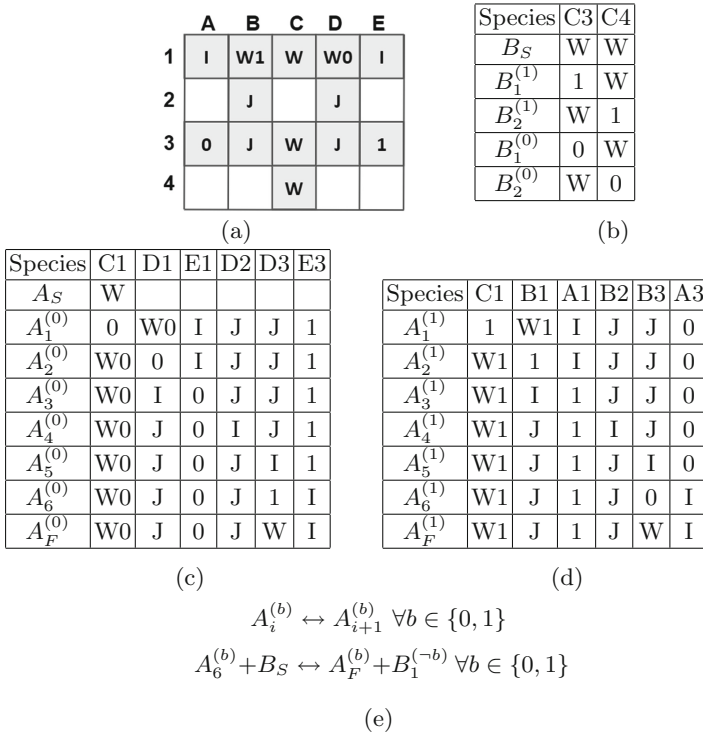 A B C D E
1 I W1 W W0 I
2 J J
3 0 J W J 1
4 W
(a)
Species C3 C4
B_S W W
B_1^{(1)} 1 W
B_2^{(1)} W 1
B_1^{(0)} 0 W
B_2^{(0)} W 0
(b)
Species C1 D1 E1 D2 D3 E3
A_S W
A_1^{(0)} 0 W0 I J J 1
A_2^{(0)} W0 0 I J J 1
A_3^{(0)} W0 I 0 J J 1
A_4^{(0)} W0 J 0 I J 1
A_5^{(0)} W0 J 0 J I 1
A_6^{(0)} W0 J 0 J 1 I
A_F^{(0)} W0 J 0 J W I
(c)
Species C1 B1 A1 B2 B3 A3
A_1^{(1)} 1 W1 I J J 0
A_2^{(1)} W1 1 I J J 0
A_3^{(1)} W1 I 1 J J 0
A_4^{(1)} W1 J 1 I J 0
A_5^{(1)} W1 J 1 J I 0
A_6^{(1)} W1 J 1 J 0 I
A_F^{(1)} W1 J 1 J W I
(d)
A_i^{(b)} ↔ A_{i+1}^{(b)} ∀b ∈ {0, 1}
A_6^{(b)}+B_S ↔ A_F^{(b)}+B_1^{(¬b)} ∀b ∈ {0, 1}
(e)